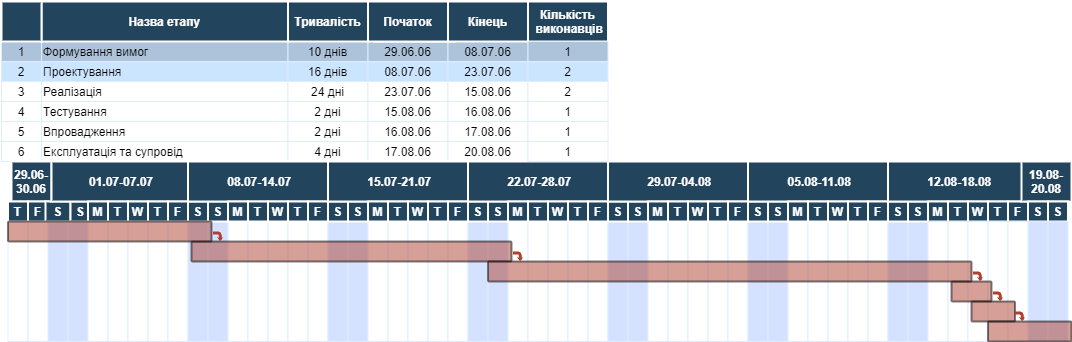 Назва етапу Тривалість Початок Кінець Кількість виконавців
1 Формування вимог 10 днів 29.06.06 08.07.06 1
2 Проектування 16 днів 08.07.06 23.07.06 2
3 Реалізація 24 дні 23.07.06 15.08.06 2
4 Тестування 2 дні 15.08.06 16.08.06 1
5 Впровадження 2 дні 16.08.06 17.08.06 1
6 Експлуатація та супровід 4 дні 17.08.06 20.08.06 1
29.06-30.06 01.07-07.07 08.07-14.07 15.07-21.07 22.07-28.07 29.07-04.08 05.08-11.08 12.08-18.08 19.08-20.08
T F S S M T W T F S S M T W T F S S M T W T F S S M T W T F S S M T W T F S S M T W T F S S M T W T F S S